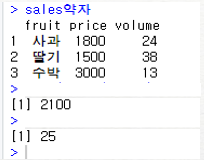 > sales약자
fruit price volume
1 사과 1800 24
2 딸기 1500 38
3 수박 3000 13
>
[1] 2100
>
[1] 25
>